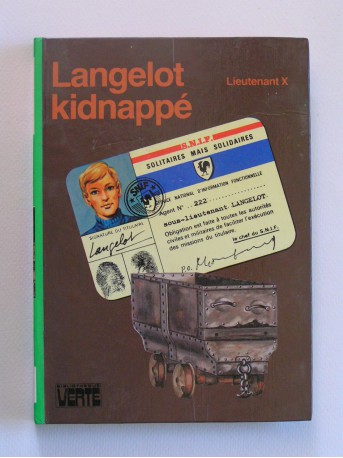 Langelot
kidnappé
Lieutenant X
S.N.I.F.
SOLITAIRES MAIS SOLIDAIRES
SNIF
NATIONAL D'INFORMATION FONCTIONNELLE
Agent N° ..222
sous-lieutenant LANGELOT
Obligation est faite à toutes les autorités
civiles et militaires de faciliter l'exécution
des missions du titulaire.
le chef du S.N.I.F.
P.O.
SIGNATURE DU TITULAIRE
Langelot
BIBLIOTHEQUE
VERTE